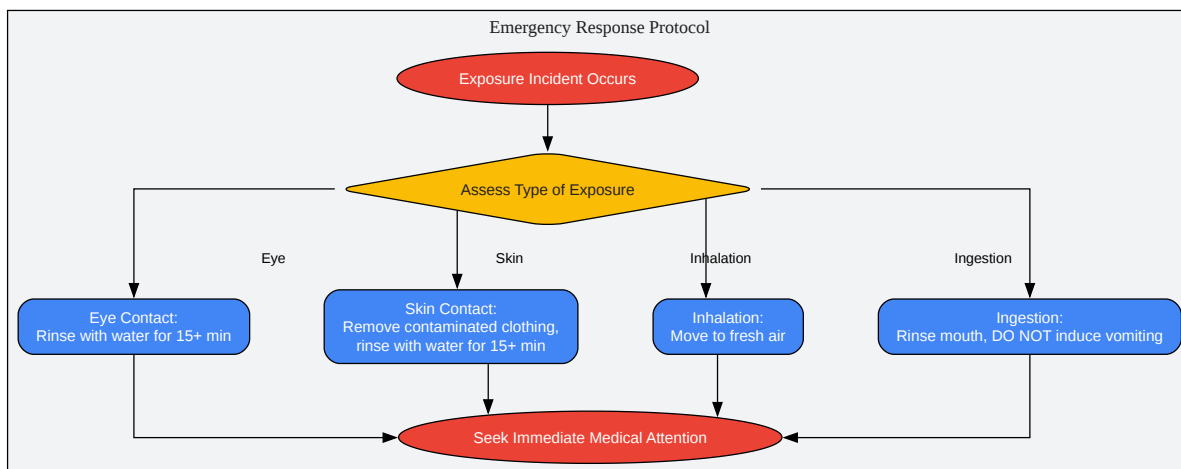 Emergency Response Protocol
Exposure Incident Occurs
Assess Type of Exposure
Eye
Skin
Inhalation
Ingestion
Eye Contact:
Rinse with water for 15+ min
Skin Contact:
Remove contaminated clothing,
rinse with water for 15+ min
Inhalation:
Move to fresh air
Ingestion:
Rinse mouth, DO NOT induce vomiting
Seek Immediate Medical Attention